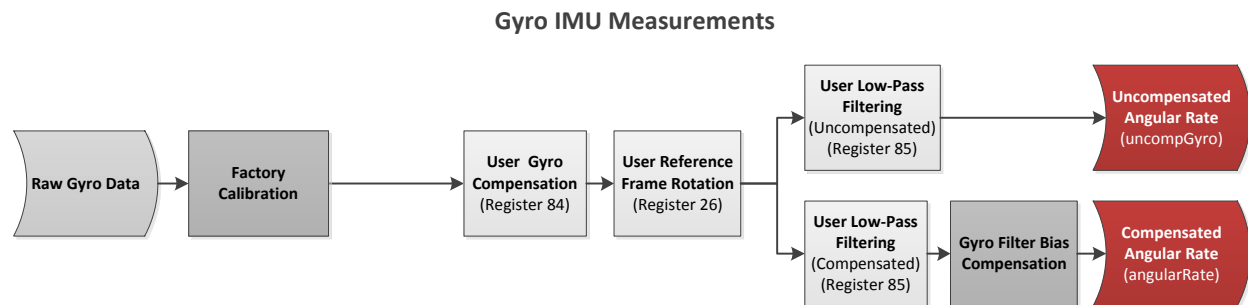 Gyro IMU Measurements
Raw Gyro Data
Factory
Calibration
User Gyro
Compensation
(Register 84)
User Reference
Frame Rotation
(Register 26)
User Low-Pass
Filtering
(Uncompensated)
(Register 85)
Uncompensated
Angular Rate
(uncompGyro)
User Low-Pass
Filtering
(Compensated)
(Register 85)
Gyro Filter Bias
Compensation
Compensated
Angular Rate
(angularRate)